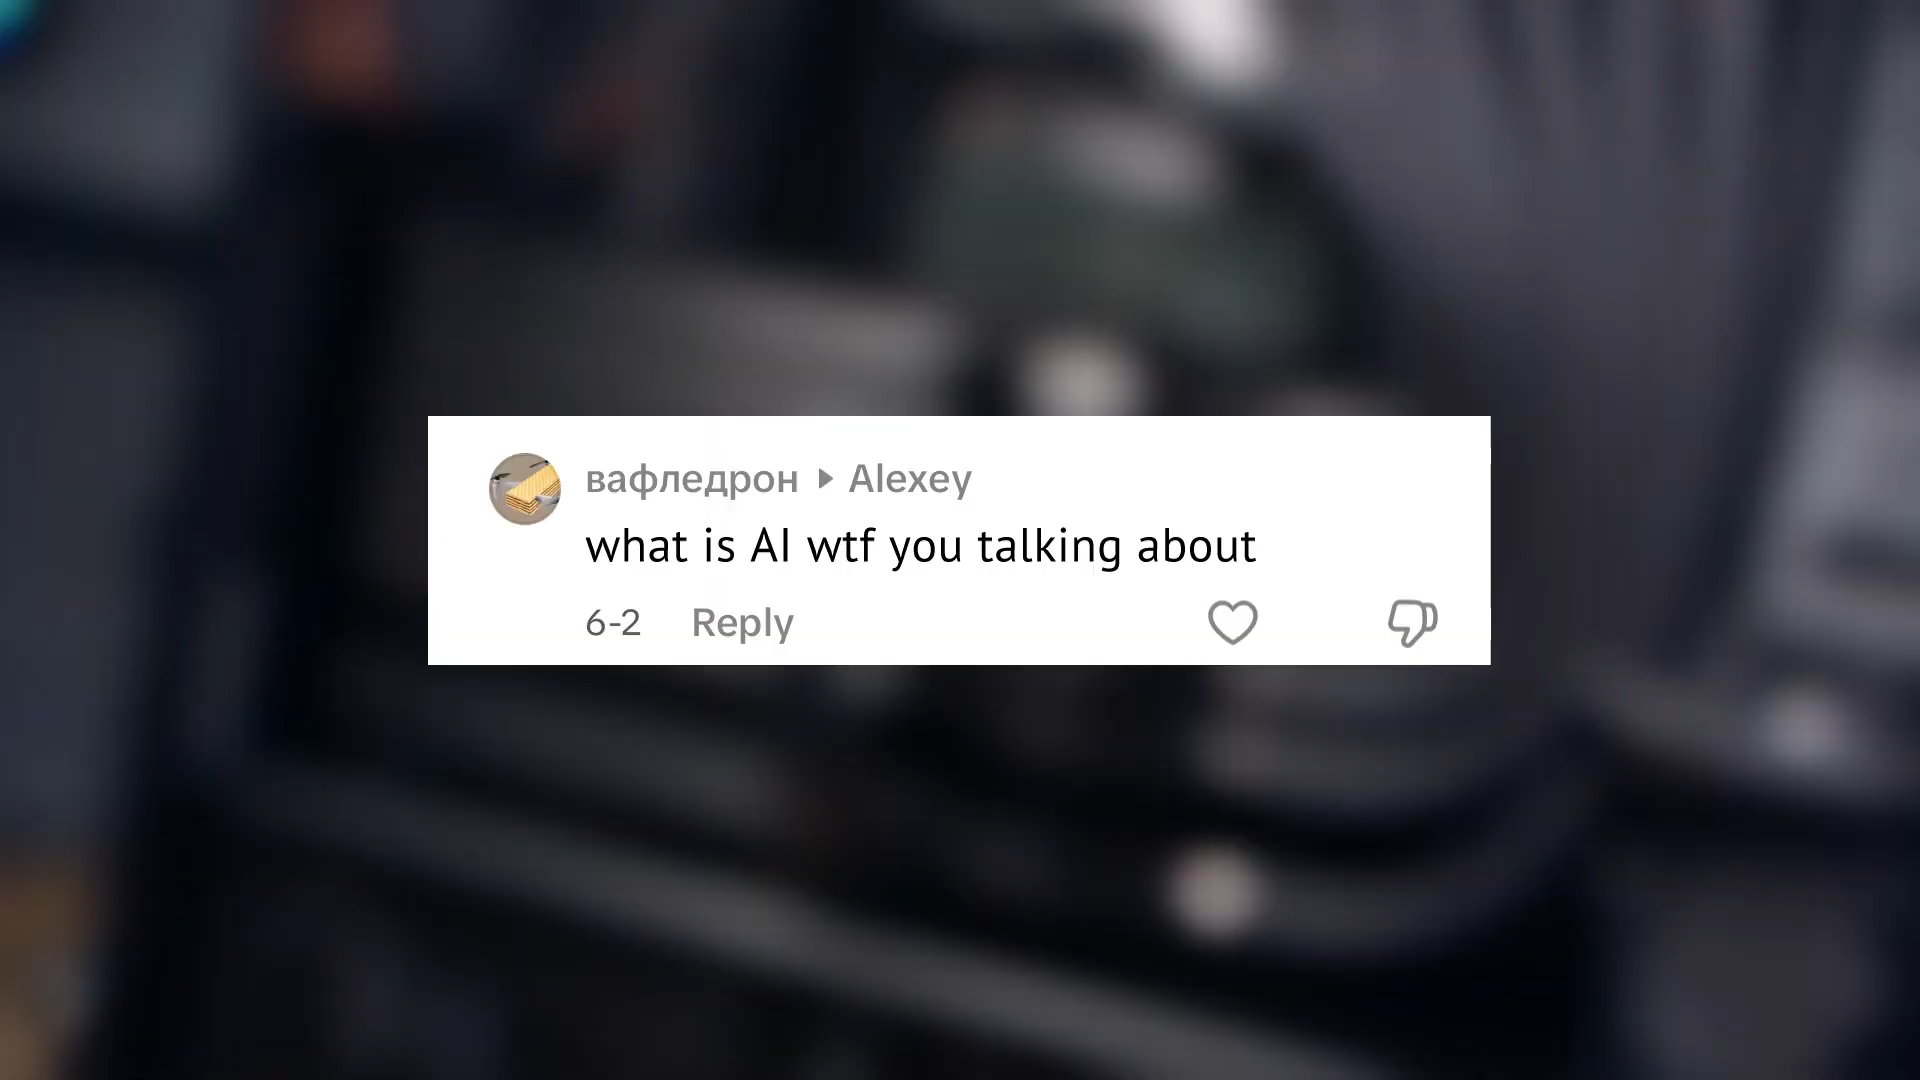 вафледрон Alexey
what is AI wtf you talking about
6-2 Reply